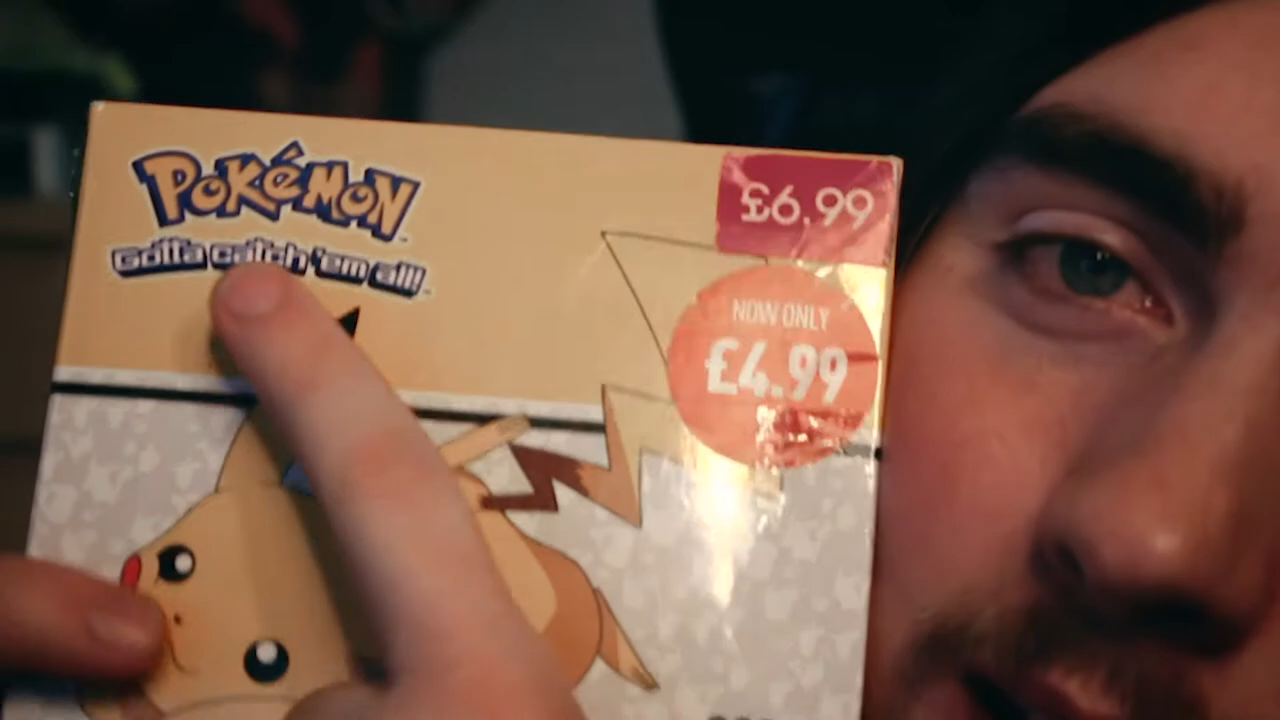 POKéMON
Gotta catch 'em all!
£6.99
NOW ONLY
£4.99